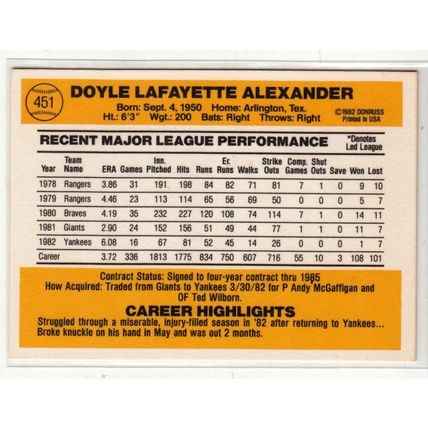 451
DOYLE LAFAYETTE ALEXANDER
Born: Sept. 4, 1950 Home: Arlington, Tex.
Ht.: 6'3" Wgt.: 200 Bats: Right Throws: Right
©1982 DONRUSS
Printed in USA
RECENT MAJOR LEAGUE PERFORMANCE
*Denotes
Led League
Year Team Name ERA Games Inn. Pitched Hits Runs Er. Runs Walks Strike Outs Comp. Games Shut Outs Save Won Lost
1978 Rangers 3.86 31 191 198 84 82 71 81 7 1 0 9 10
1979 Rangers 4.46 23 113 114 65 56 69 50 0 0 0 5 7
1980 Braves 4.19 35 232 227 120 108 74 114 7 1 0 14 11
1981 Giants 2.90 24 152 156 51 49 44 77 1 1 0 11 7
1982 Yankees 6.08 16 67 81 52 45 14 26 0 0 0 1 7
Career 3.72 336 1813 1775 834 750 607 716 55 10 3 108 101
Contract Status: Signed to four-year contract thru 1985
How Acquired: Traded from Giants to Yankees 3/30/82 for P Andy McGaffigan and
OF Ted Wilborn.
CAREER HIGHLIGHTS
Struggled through a miserable, injury-filled season in '82 after returning to Yankees...
Broke knuckle on his hand in May and was out 2 months.